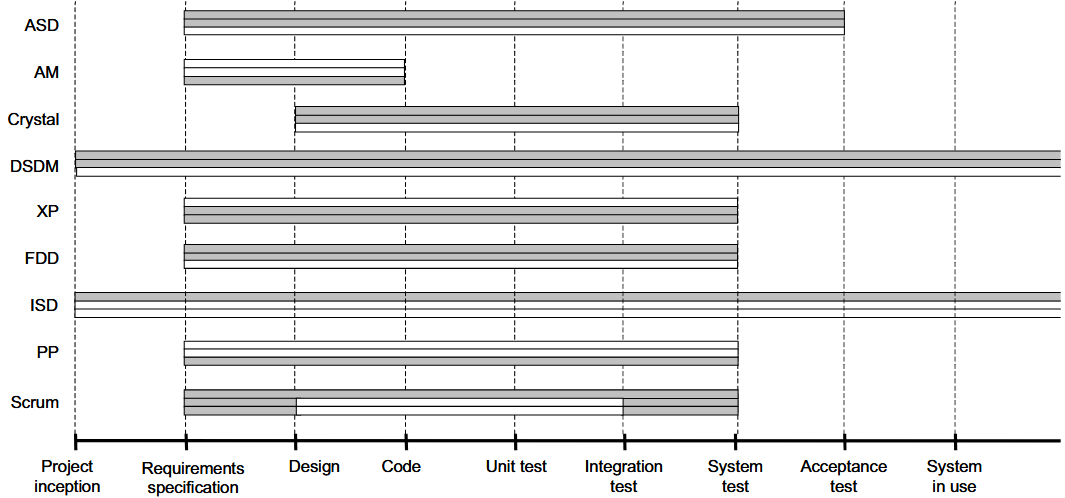 ASD
AM
Crystal
DSDM
XP
FDD
ISD
PP
Scrum
Project
inception
Requirements
specification
Design
Code
Unit test
Integration
test
System
test
Acceptance
test
System
in use